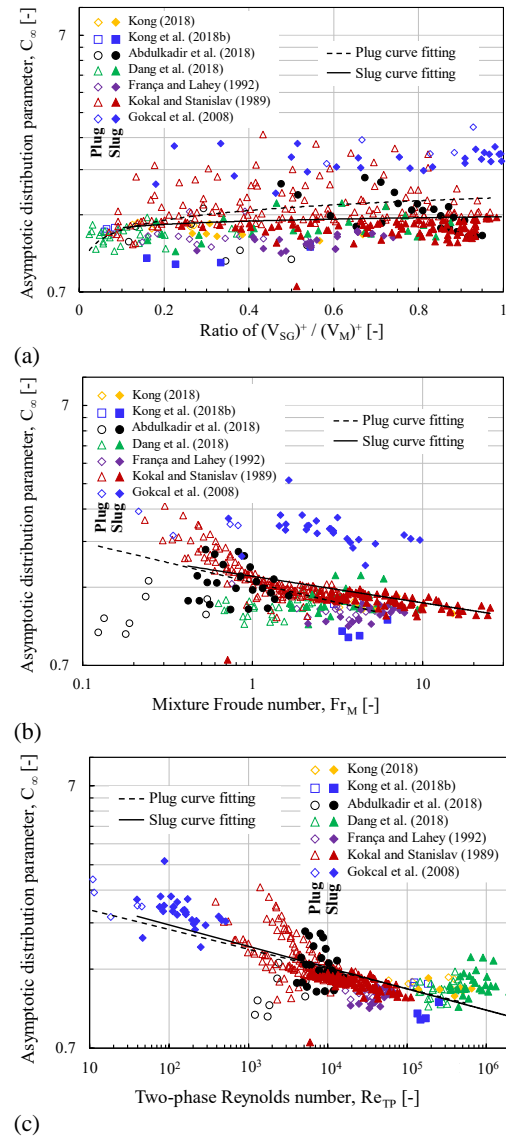 Asymptotic distribution parameter, C∞ [-]
7
0.7
Kong (2018)
Kong et al. (2018b)
Abdulkadir et al. (2018)
Dang et al. (2018)
França and Lahey (1992)
Kokal and Stanislav (1989)
Gokcal et al. (2008)
Plug
Slug
Plug curve fitting
Slug curve fitting
0 0.2 0.4 0.6 0.8 1
Ratio of (V_SG)⁺ / (V_M)⁺ [-]
(a)
Asymptotic distribution parameter, C∞ [-]
7
0.7
Kong (2018)
Kong et al. (2018b)
Abdulkadir et al. (2018)
Dang et al. (2018)
França and Lahey (1992)
Kokal and Stanislav (1989)
Gokcal et al. (2008)
Plug
Slug
Plug curve fitting
Slug curve fitting
0.1 1 10
Mixture Froude number, Fr_M [-]
(b)
Asymptotic distribution parameter, C∞ [-]
7
0.7
Plug curve fitting
Slug curve fitting
Kong (2018)
Kong et al. (2018b)
Abdulkadir et al. (2018)
Dang et al. (2018)
França and Lahey (1992)
Kokal and Stanislav (1989)
Gokcal et al. (2008)
Plug
Slug
10 10² 10³ 10⁴ 10⁵ 10⁶
Two-phase Reynolds number, Re_TP [-]
(c)